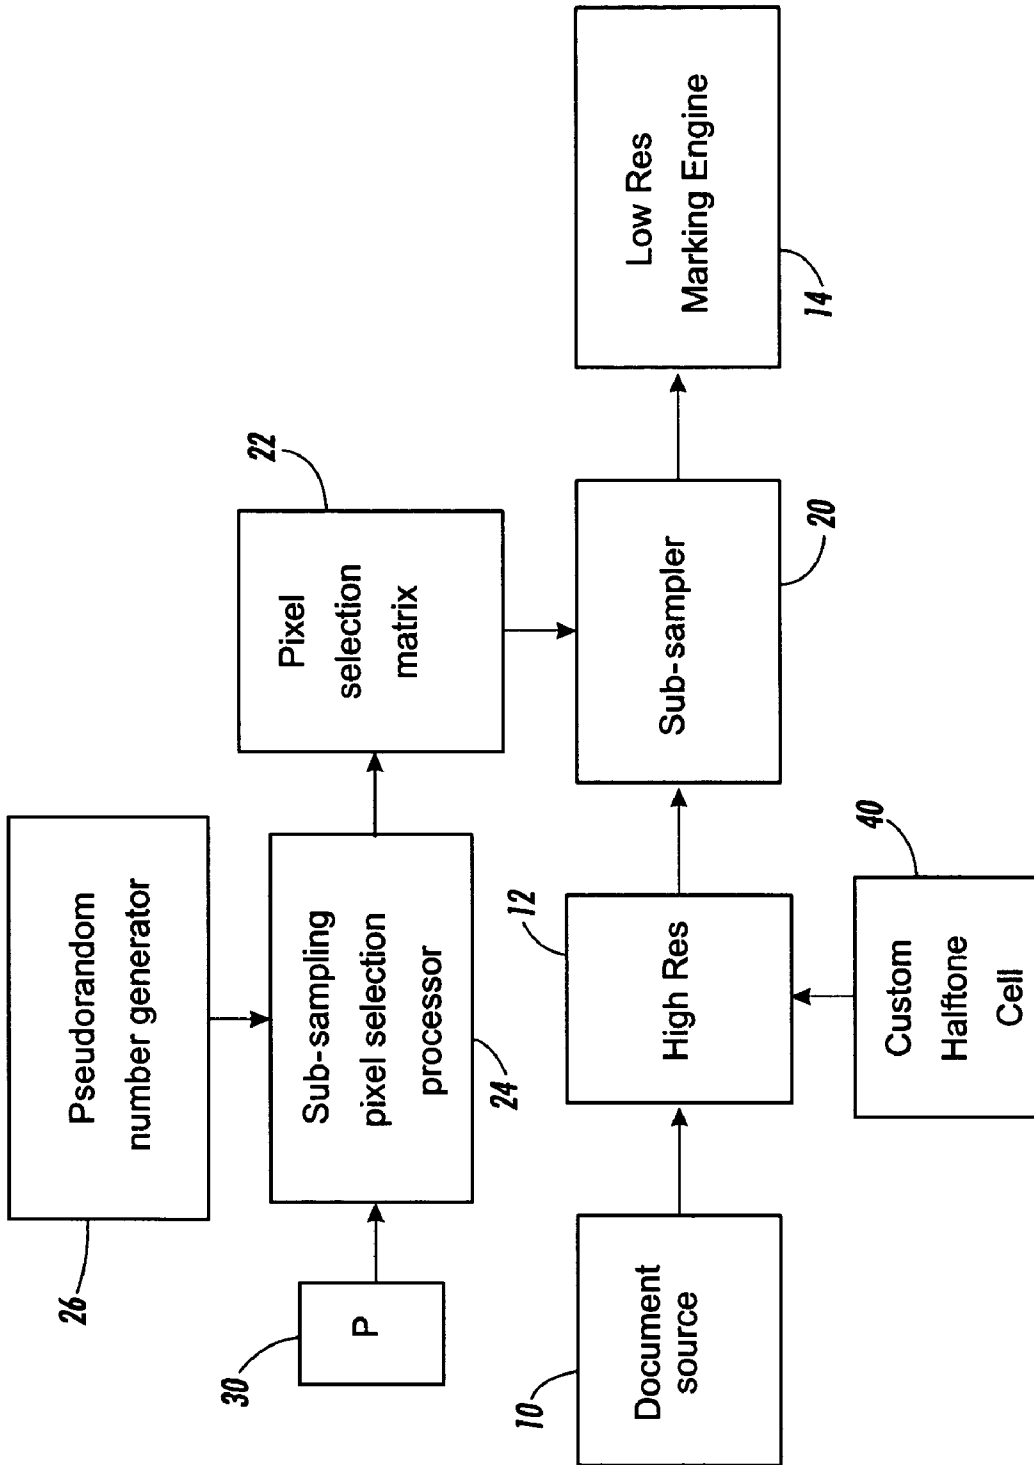 26
Pseudorandom
number generator
30
P
Sub-sampling
pixel selection
processor
24
22
Pixel
selection
matrix
10
Document
source
12
High Res
40
Custom
Halftone
Cell
Sub-sampler
20
Low Res
Marking Engine
14